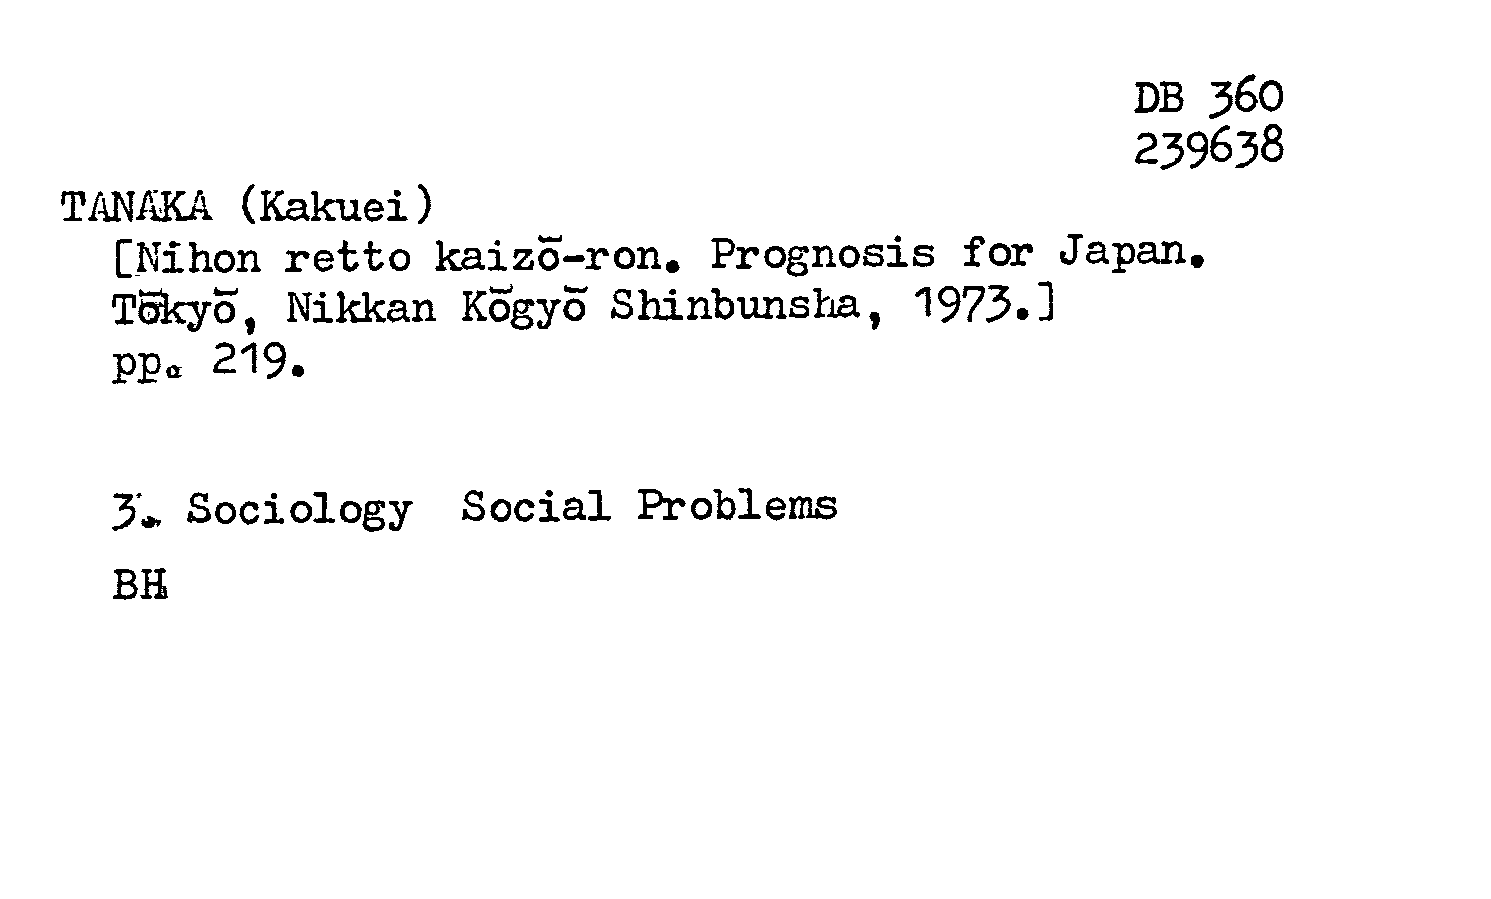 DB 360
239638
TANAKA (Kakuei)
[Nihon retto kaizō-ron. Prognosis for Japan.
Tōkyō, Nikkan Kōgyō Shinbunsha, 1973.]
pp. 219.
3. Sociology Social Problems
BH